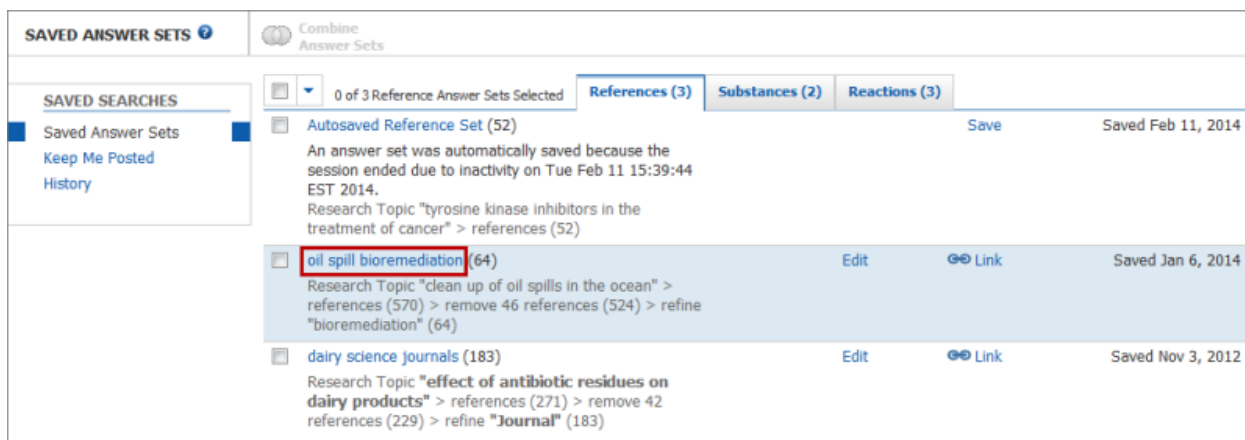 SAVED ANSWER SETS ?
Combine
Answer Sets
SAVED SEARCHES
Saved Answer Sets
Keep Me Posted
History
0 of 3 Reference Answer Sets Selected
References (3)
Substances (2)
Reactions (3)
Autosaved Reference Set (52)
Save
Saved Feb 11, 2014
An answer set was automatically saved because the
session ended due to inactivity on Tue Feb 11 15:39:44
EST 2014.
Research Topic "tyrosine kinase inhibitors in the
treatment of cancer" > references (52)
oil spill bioremediation (64)
Edit
Link
Saved Jan 6, 2014
Research Topic "clean up of oil spills in the ocean" >
references (570) > remove 46 references (524) > refine
"bioremediation" (64)
dairy science journals (183)
Edit
Link
Saved Nov 3, 2012
Research Topic "effect of antibiotic residues on
dairy products" > references (271) > remove 42
references (229) > refine "Journal" (183)